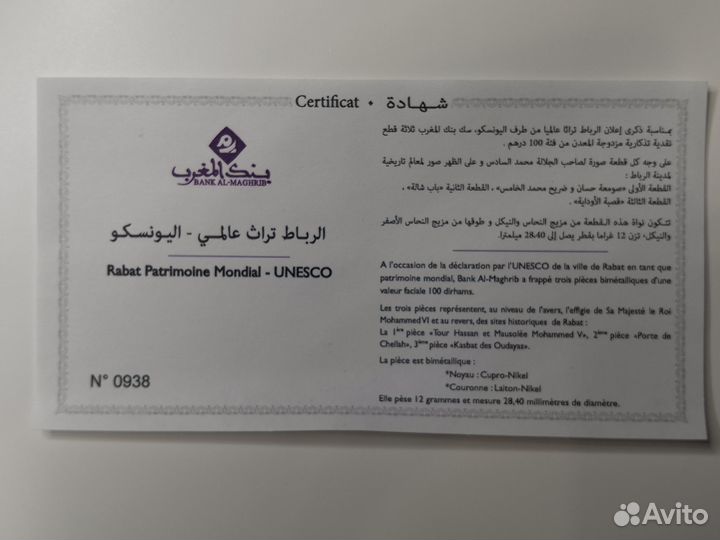 Certificat • شهادة
بنك المغرب
BANK AL-MAGHRIB
الرباط تراث عالمي - اليونسكو
Rabat Patrimoine Mondial - UNESCO
N° 0938
بمناسبة ذكرى إعلان الرباط تراثا عالميا من طرف اليونسكو، سك بنك المغرب ثلاثة قطع
نقدية تذكارية مزدوجة المعدن من فئة 100 درهم .
على وجه كل قطعة صورة لصاحب الجلالة محمد السادس و على الظهر صور لمعالم تاريخية
لمدينة الرباط :
القطعة الأولى «صومعة حسان و ضريح محمد الخامس» ، القطعة الثانية «باب شالة» ،
القطعة الثالثة "قصبة الأوداية».
تتكون نواة هذه القطعة من مزيج النحاس والنيكل و طوقها من مزيج النحاس الأصفر
والنيكل، تزن 12 غراما بقطر يصل إلى 28.40 ميلمترا.
A l'occasion de la déclaration par l'UNESCO de la ville de Rabat en tant que
patrimoine mondial, Bank Al-Maghrib a frappé trois pièces bimétalliques d'une
valeur faciale 100 dirhams.
Les trois pièces représentent, au niveau de l'avers, l'effigie de Sa Majesté le Roi
Mohammed VI et au revers, des sites historiques de Rabat :
La 1ère pièce «Tour Hassan et Mausolée Mohammed V», 2ème pièce «Porte de
Chellah», 3ème pièce «Kasbat des Oudayas».
La pièce est bimétallique :
*Noyau : Cupro-Nikel
*Couronne : Laiton-Nikel
Elle pèse 12 grammes et mesure 28,40 millimètres de diamètre.
Avito